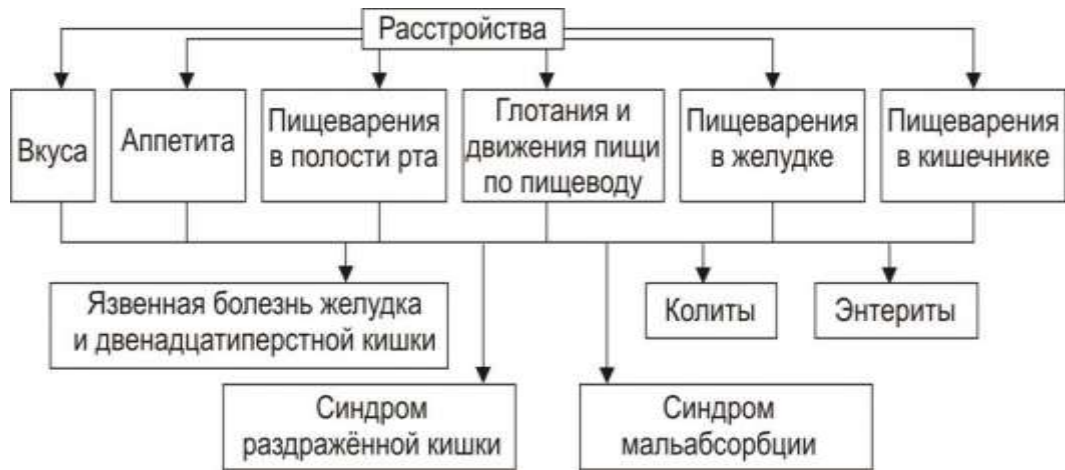 Расстройства
Вкуса
Аппетита
Пищеварения
в полости рта
Глотания и
движения пищи
по пищеводу
Пищеварения
в желудке
Пищеварения
в кишечнике
Язвенная болезнь желудка
и двенадцатиперстной кишки
Колиты
Энтериты
Синдром
раздражённой кишки
Синдром
мальабсорбции